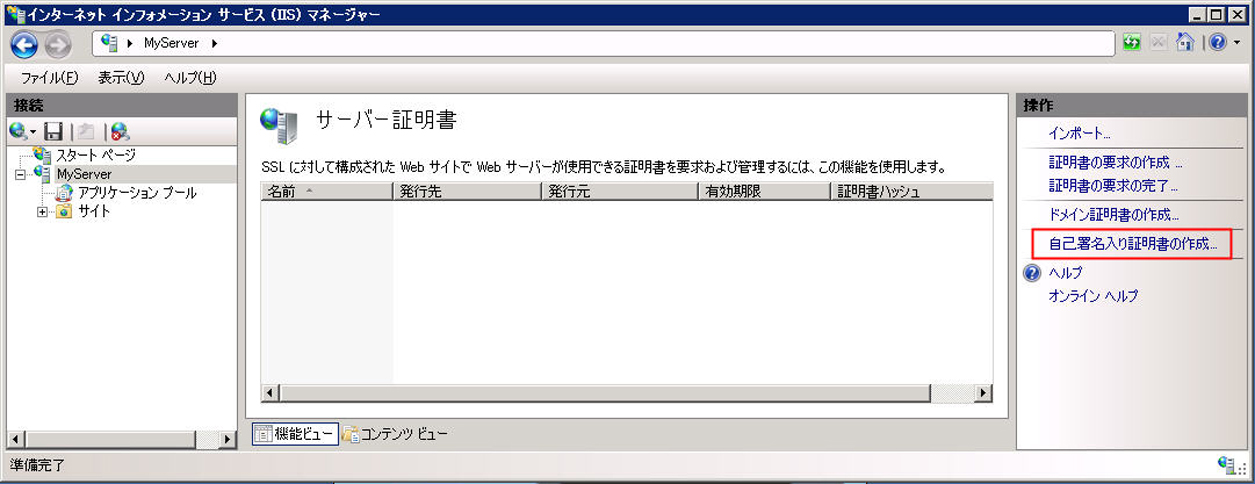 インターネット インフォメーション サービス (IIS) マネージャー
MyServer
ファイル(F) 表示(V) ヘルプ(H)
接続
スタート ページ
MyServer
アプリケーション プール
サイト
サーバー証明書
SSL に対して構成された Web サイトで Web サーバーが使用できる証明書を要求および管理するには、この機能を使用します。
名前 発行先 発行元 有効期限 証明書ハッシュ
機能ビュー コンテンツ ビュー
操作
インポート...
証明書の要求の作成 ...
証明書の要求の完了...
ドメイン証明書の作成...
自己署名入り証明書の作成...
ヘルプ
オンライン ヘルプ
準備完了